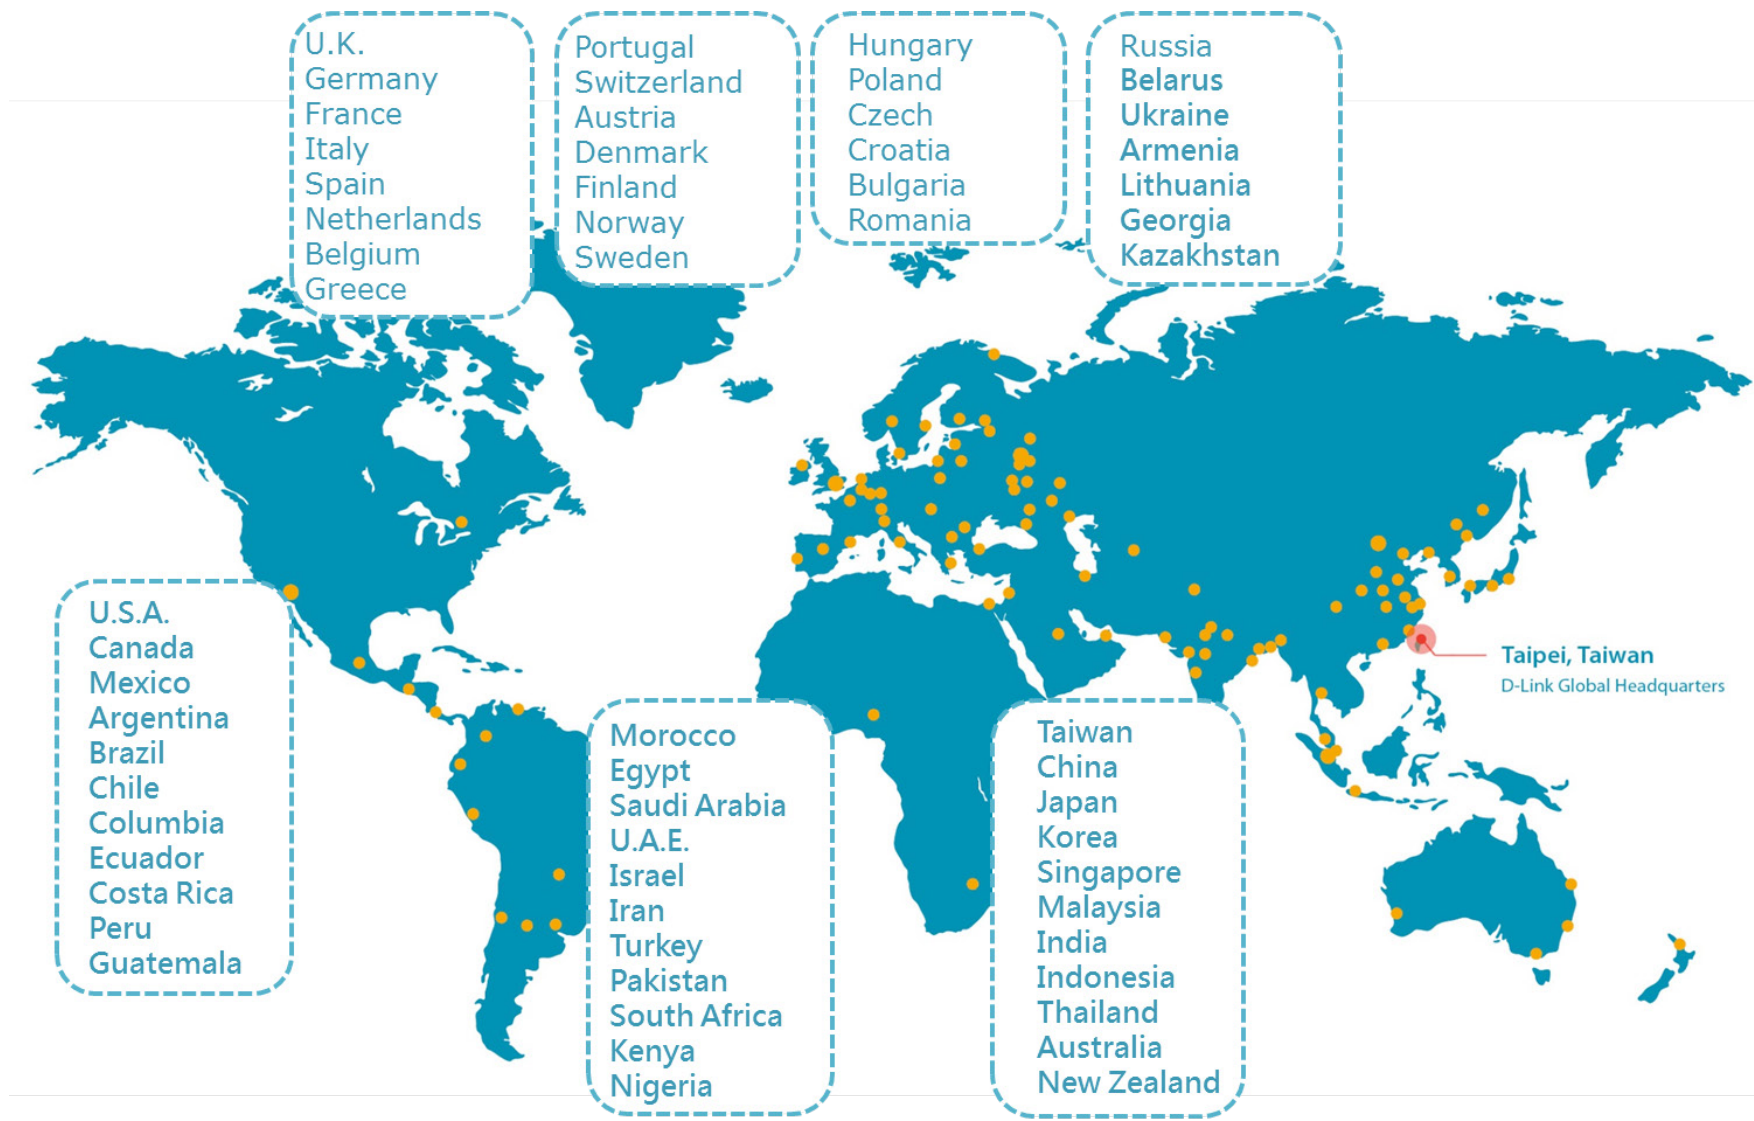 U.K.
Germany
France
Italy
Spain
Netherlands
Belgium
Greece
Portugal
Switzerland
Austria
Denmark
Finland
Norway
Sweden
Hungary
Poland
Czech
Croatia
Bulgaria
Romania
Russia
Belarus
Ukraine
Armenia
Lithuania
Georgia
Kazakhstan
U.S.A.
Canada
Mexico
Argentina
Brazil
Chile
Columbia
Ecuador
Costa Rica
Peru
Guatemala
Morocco
Egypt
Saudi Arabia
U.A.E.
Israel
Iran
Turkey
Pakistan
South Africa
Kenya
Nigeria
Taiwan
China
Japan
Korea
Singapore
Malaysia
India
Indonesia
Thailand
Australia
New Zealand
Taipei, Taiwan
D-Link Global Headquarters